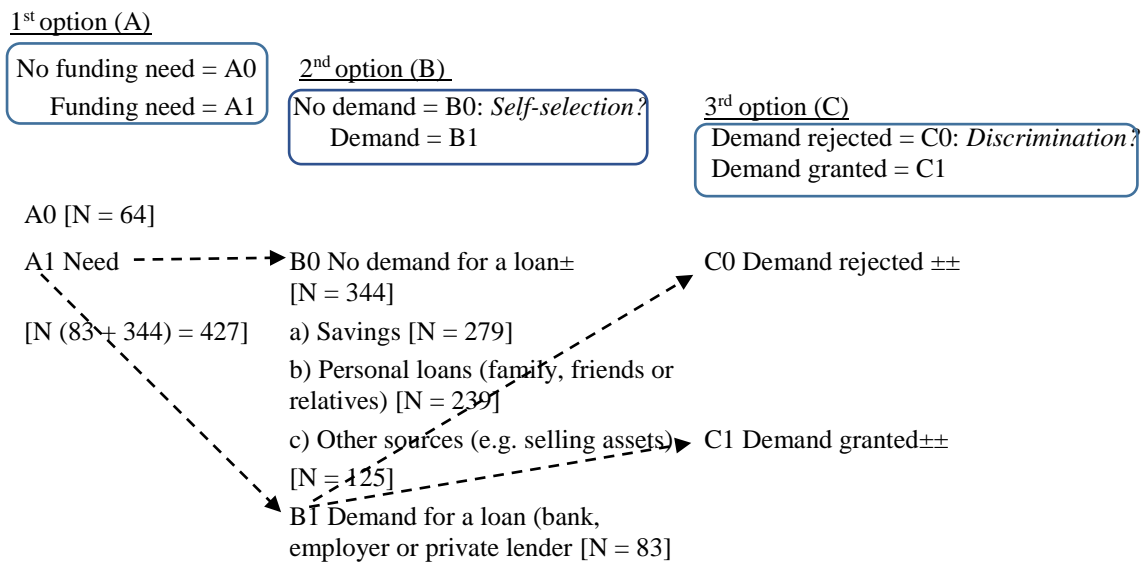 1st option (A)
No funding need = A0
Funding need = A1
2nd option (B)
No demand = B0: Self-selection?
Demand = B1
3rd option (C)
Demand rejected = C0: Discrimination?
Demand granted = C1
A0 [N = 64]
A1 Need
[N (83 + 344) = 427]
B0 No demand for a loan±
[N = 344]
a) Savings [N = 279]
b) Personal loans (family, friends or
relatives) [N = 239]
c) Other sources (e.g. selling assets)
[N = 125]
B1 Demand for a loan (bank,
employer or private lender [N = 83]
C0 Demand rejected ±±
C1 Demand granted±±